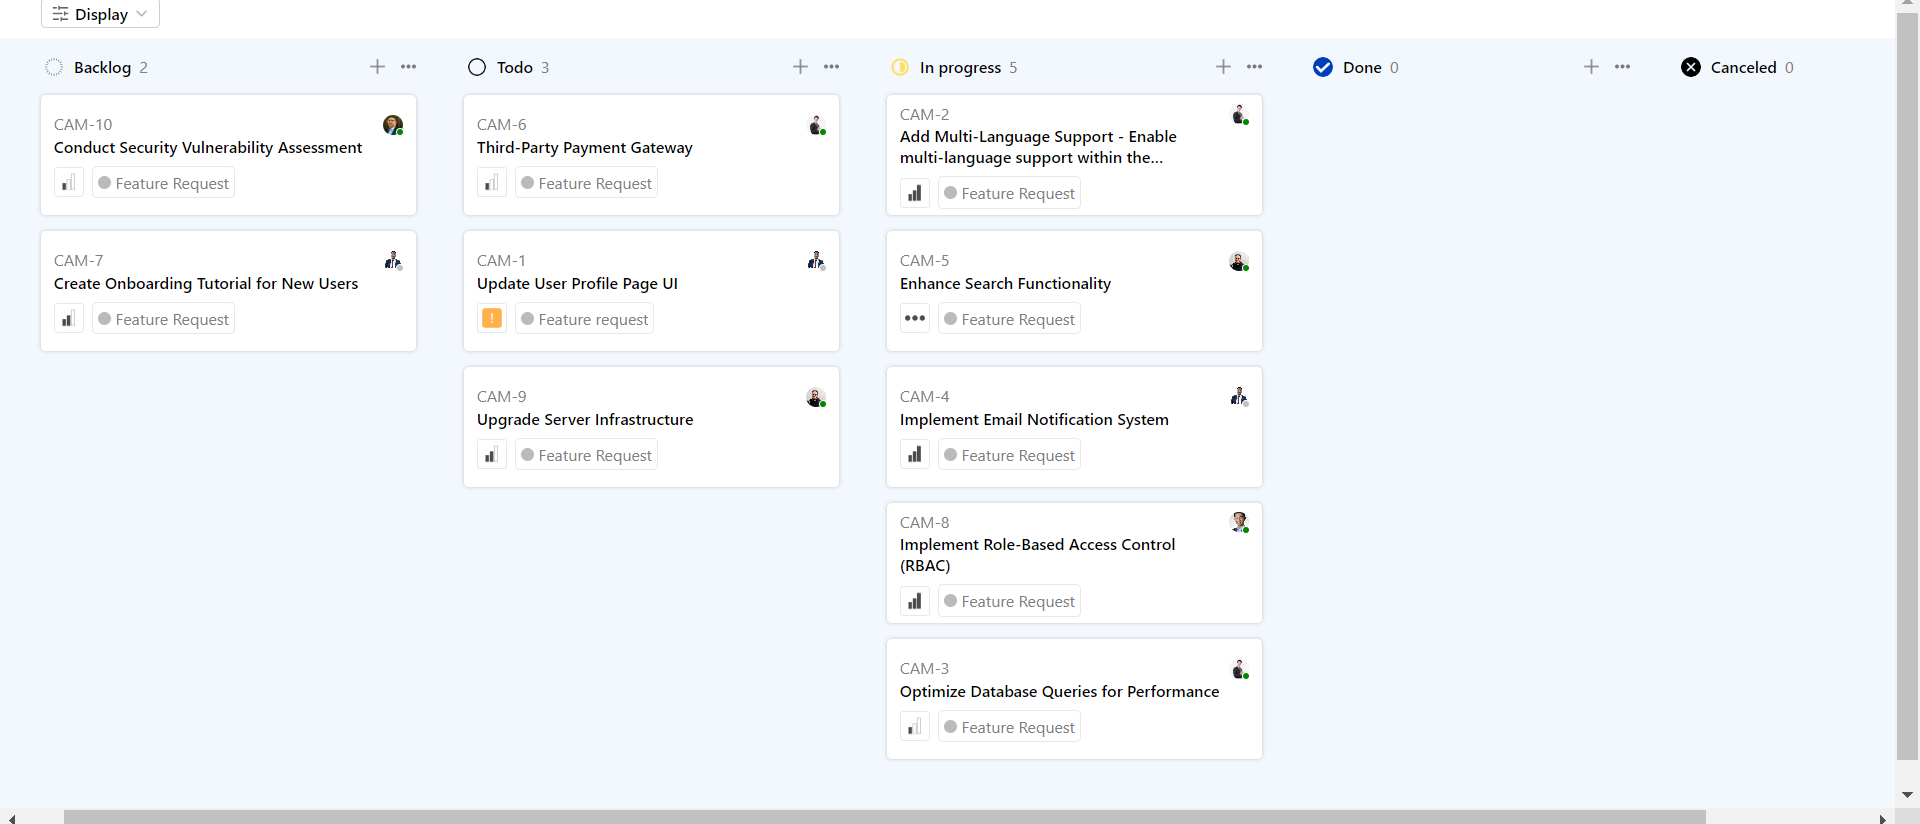 Display
Backlog 2
CAM-10
Conduct Security Vulnerability Assessment
Feature Request
CAM-7
Create Onboarding Tutorial for New Users
Feature Request
Todo 3
CAM-6
Third-Party Payment Gateway
Feature Request
CAM-1
Update User Profile Page UI
Feature request
CAM-9
Upgrade Server Infrastructure
Feature Request
In progress 5
CAM-2
Add Multi-Language Support - Enable
multi-language support within the...
Feature Request
CAM-5
Enhance Search Functionality
Feature Request
CAM-4
Implement Email Notification System
Feature Request
CAM-8
Implement Role-Based Access Control
(RBAC)
Feature Request
CAM-3
Optimize Database Queries for Performance
Feature Request
Done 0
Canceled 0